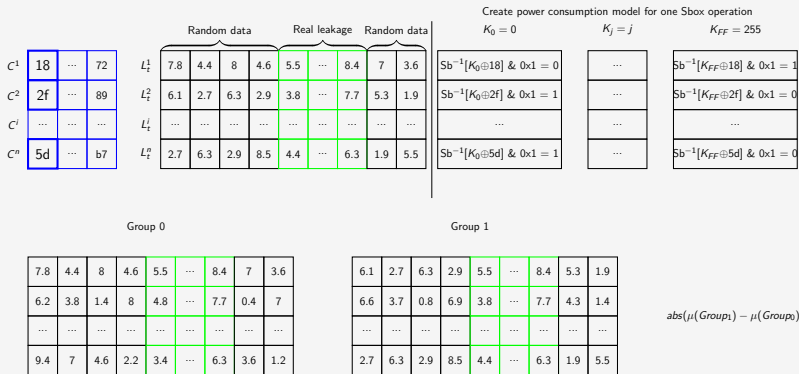 Create power consumption model for one Sbox operation
Random data Real leakage Random data K₀ = 0 Kⱼ = j K_FF = 255
C¹ 18 ... 72 L¹ₜ 7.8 4.4 8 4.6 5.5 ... 8.4 7 3.6 Sb⁻¹[K₀⊕18] & 0x1 = 0 ... Sb⁻¹[K_FF⊕18] & 0x1 = 1
C² 2f ... 89 L²ₜ 6.1 2.7 6.3 2.9 3.8 ... 7.7 5.3 1.9 Sb⁻¹[K₀⊕2f] & 0x1 = 1 ... Sb⁻¹[K_FF⊕2f] & 0x1 = 0
Cⁱ ... ... ... Lⁱₜ ... ... ... ... ... ... ... ... ... ... ...
Cⁿ 5d ... b7 Lⁿₜ 2.7 6.3 2.9 8.5 4.4 ... 6.3 1.9 5.5 Sb⁻¹[K₀⊕5d] & 0x1 = 1 ... Sb⁻¹[K_FF⊕5d] & 0x1 = 0
Group 0 Group 1
7.8 4.4 8 4.6 5.5 ... 8.4 7 3.6 6.1 2.7 6.3 2.9 5.5 ... 8.4 5.3 1.9
6.2 3.8 1.4 8 4.8 ... 7.7 0.4 7 6.6 3.7 0.8 6.9 3.8 ... 7.7 4.3 1.4
abs(μ(Group₁) − μ(Group₀)
... ... ... ... ... ... ... ... ... ... ... ... ... ... ... ... ... ...
9.4 7 4.6 2.2 3.4 ... 6.3 3.6 1.2 2.7 6.3 2.9 8.5 4.4 ... 6.3 1.9 5.5